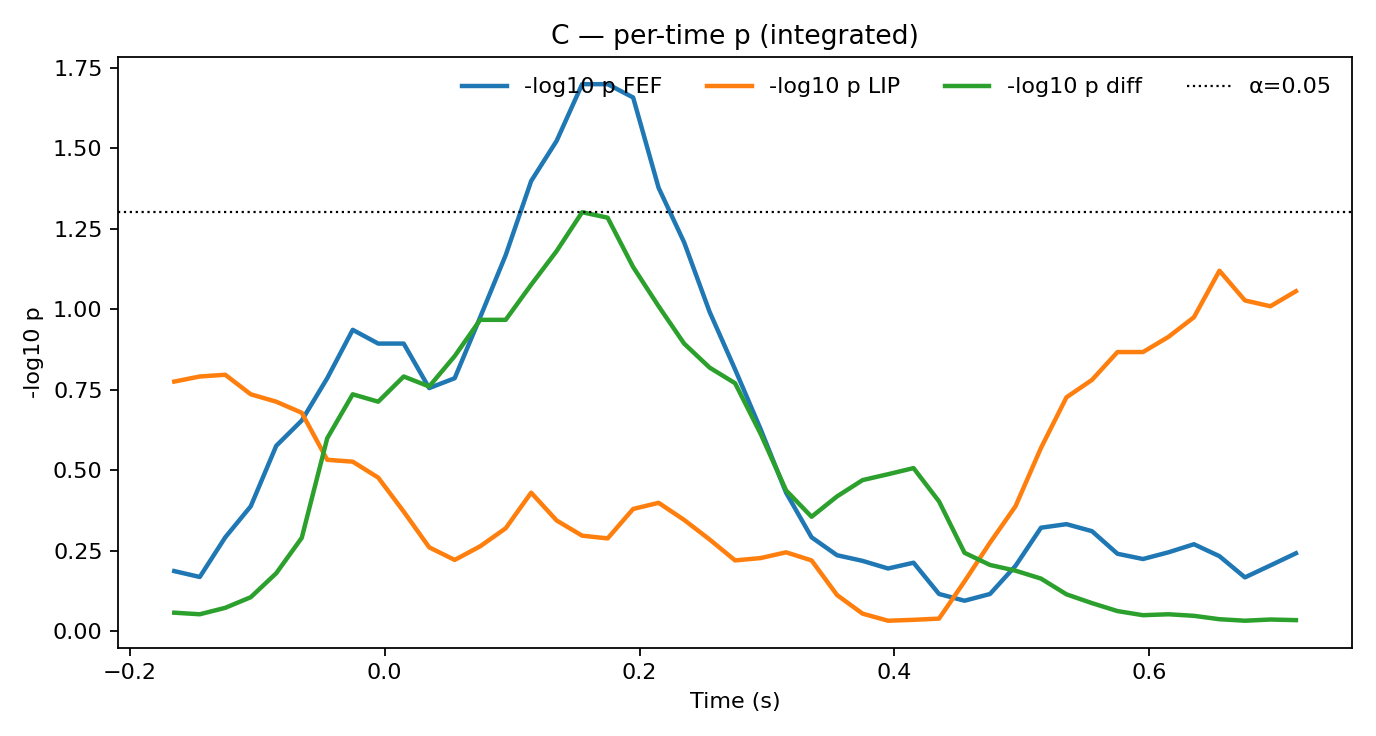 C — per-time p (integrated)
-log10 p FEF
-log10 p LIP
-log10 p diff
α=0.05
-log10 p
1.75
1.50
1.25
1.00
0.75
0.50
0.25
0.00
−0.2
0.0
0.2
0.4
0.6
Time (s)